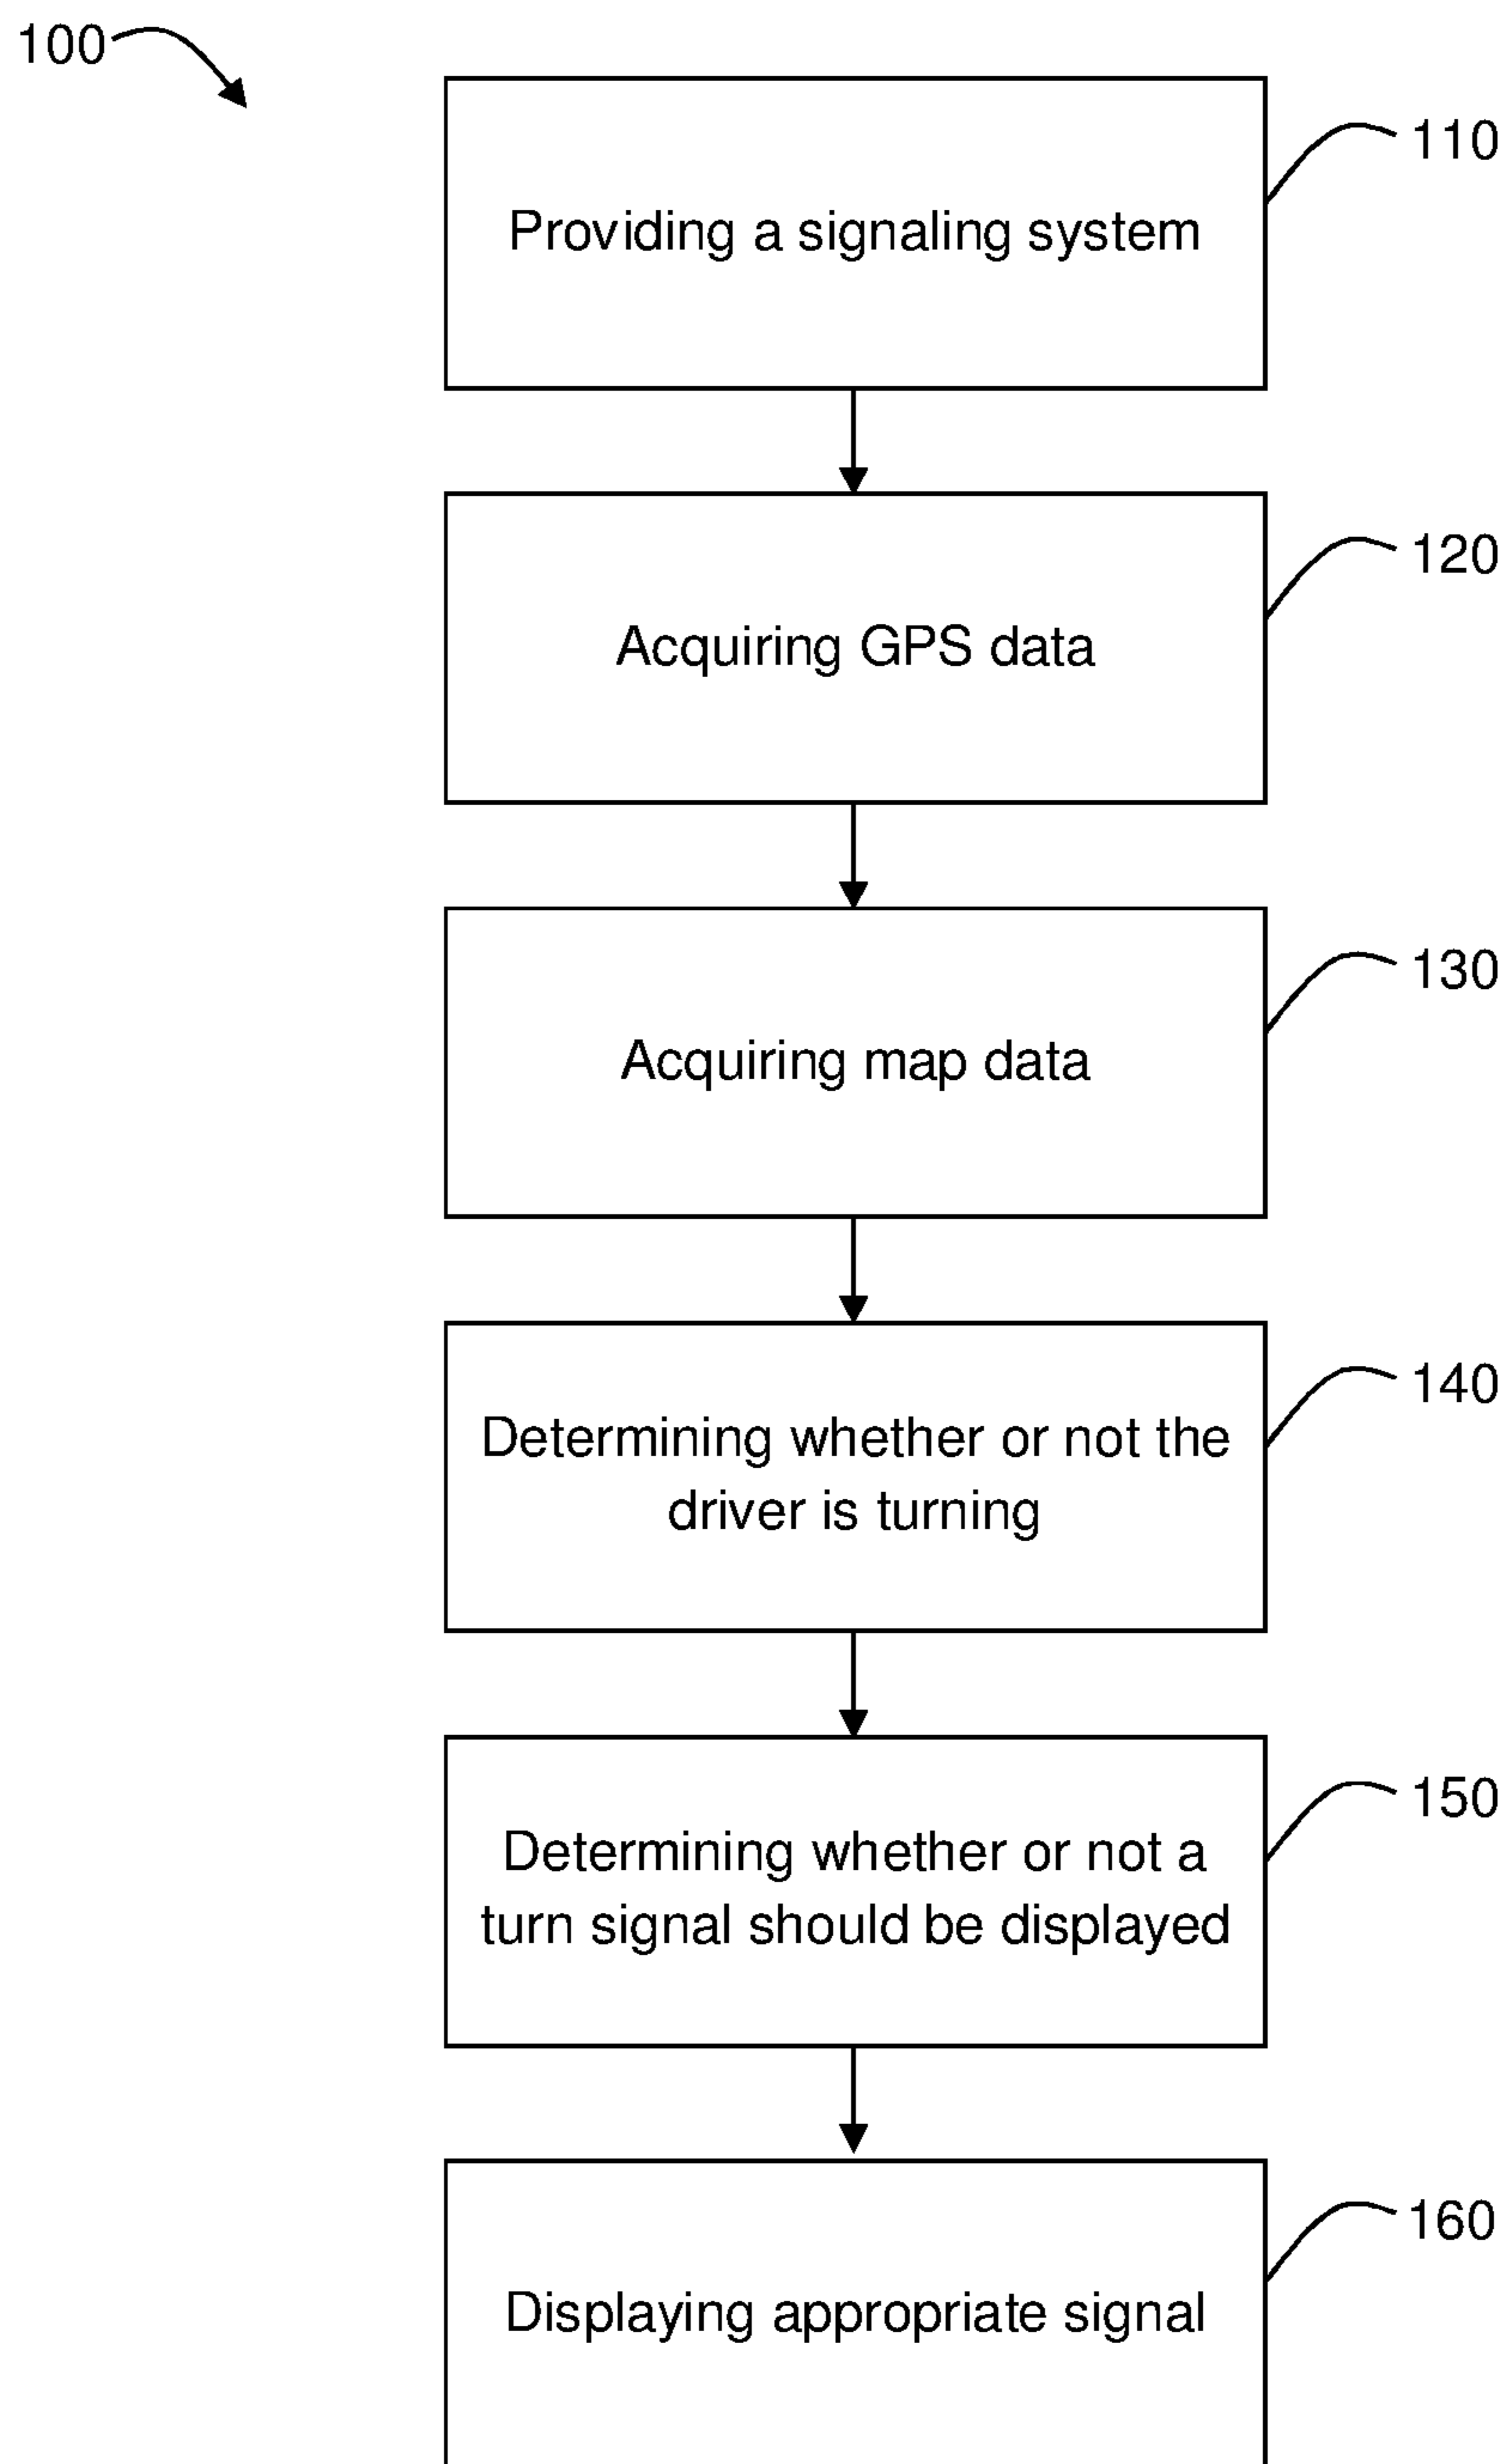 100
110
Providing a signaling system
120
Acquiring GPS data
130
Acquiring map data
140
Determining whether or not the
driver is turning
150
Determining whether or not a
turn signal should be displayed
160
Displaying appropriate signal